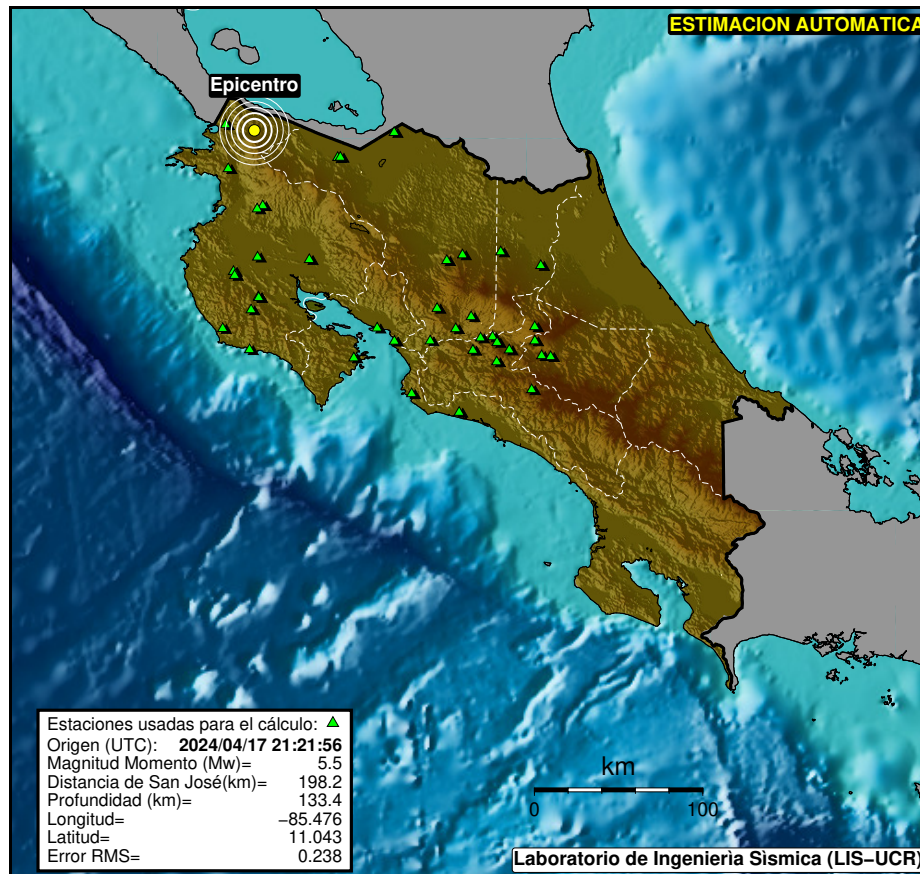 ESTIMACION AUTOMATICA
Epicentro
Estaciones usadas para el cálculo:
Origen (UTC): 2024/04/17 21:21:56
Magnitud Momento (Mw)= 5.5
Distancia de San José(km)= 198.2
Profundidad (km)= 133.4
Longitud= −85.476
Latitud= 11.043
Error RMS= 0.238
km
0 100
Laboratorio de Ingenierìa Sìsmica (LIS−UCR)